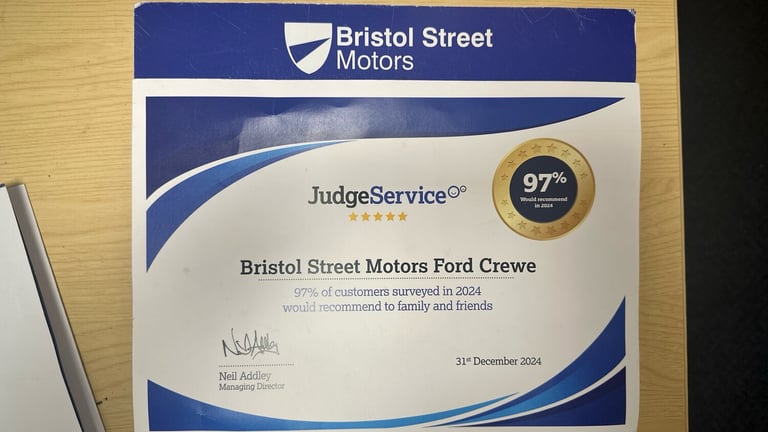 Bristol Street
Motors
JudgeService
97%
Would recommend
in 2024
Bristol Street Motors Ford Crewe
97% of customers surveyed in 2024
would recommend to family and friends
Neil Addley
Managing Director
31st December 2024